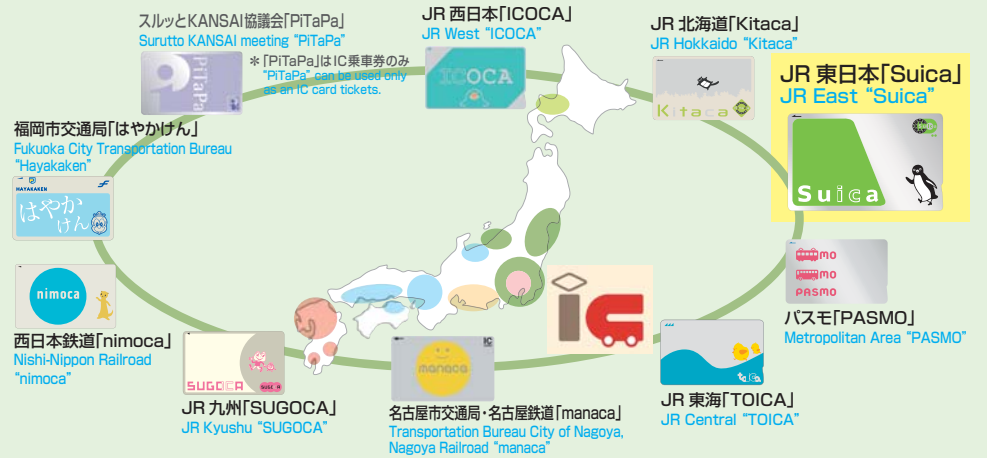 スルッとKANSAI協議会「PiTaPa」
Surutto KANSAI meeting “PiTaPa”
PiTaPa
＊「PiTaPa」はIC乗車券のみ
“PiTaPa” can be used only
as an IC card tickets.
JR 西日本「ICOCA」
JR West “ICOCA”
ICOCA
JR 北海道「Kitaca」
JR Hokkaido “Kitaca”
Kitaca
JR 東日本「Suica」
JR East “Suica”
Suica
福岡市交通局「はやかけん」
Fukuoka City Transportation Bureau
“Hayakaken”
HAYAKAKEN
はやか
けん
nimoca
西日本鉄道「nimoca」
Nishi-Nippon Railroad
“nimoca”
SUGOCA
JR 九州「SUGOCA」
JR Kyushu “SUGOCA”
IC
manaca
名古屋市交通局・名古屋鉄道「manaca」
Transportation Bureau City of Nagoya,
Nagoya Railroad “manaca”
IC
TOICA
JR 東海「TOICA」
JR Central “TOICA”
MO
MO
PASMO
パスモ「PASMO」
Metropolitan Area “PASMO”